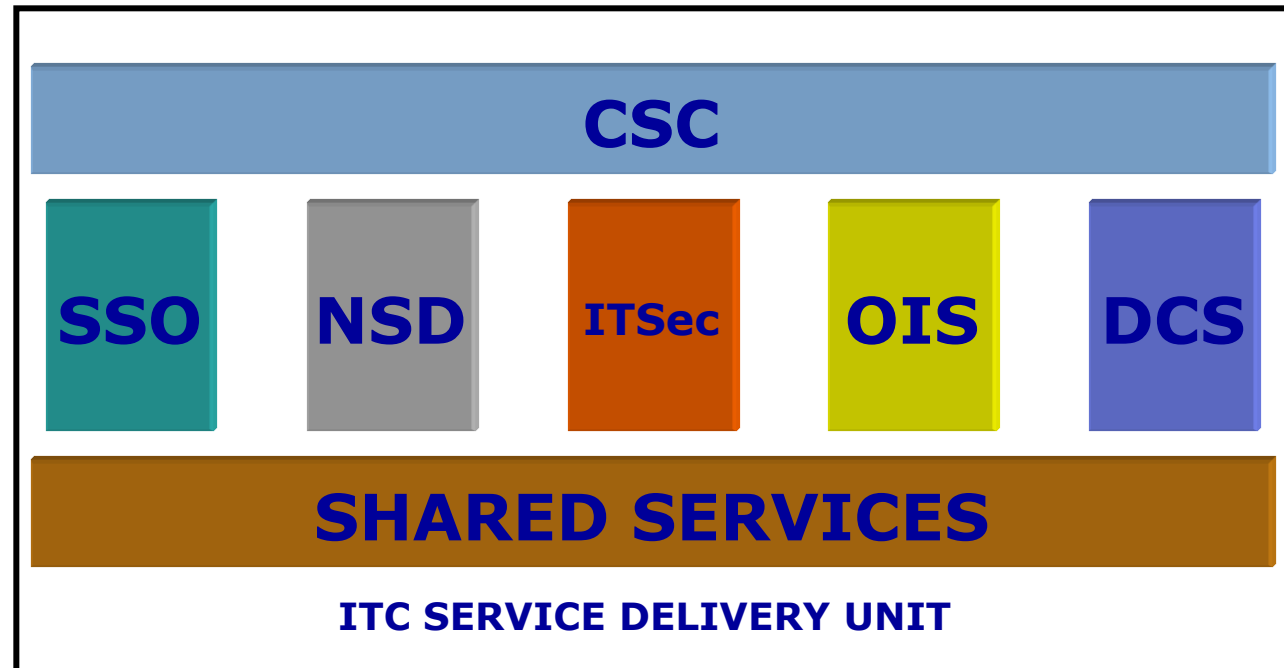 CSC
SSO NSD ITSec OIS DCS
SHARED SERVICES
ITC SERVICE DELIVERY UNIT